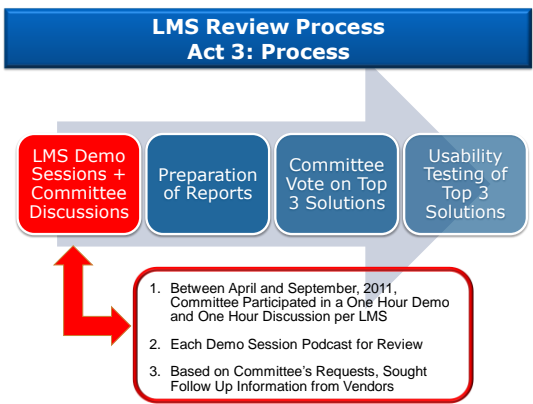 LMS Review Process
Act 3: Process
LMS Demo
Sessions +
Committee
Discussions
Preparation
of Reports
Committee
Vote on Top
3 Solutions
Usability
Testing of
Top 3
Solutions
1. Between April and September, 2011,
Committee Participated in a One Hour Demo
and One Hour Discussion per LMS
2. Each Demo Session Podcast for Review
3. Based on Committee's Requests, Sought
Follow Up Information from Vendors